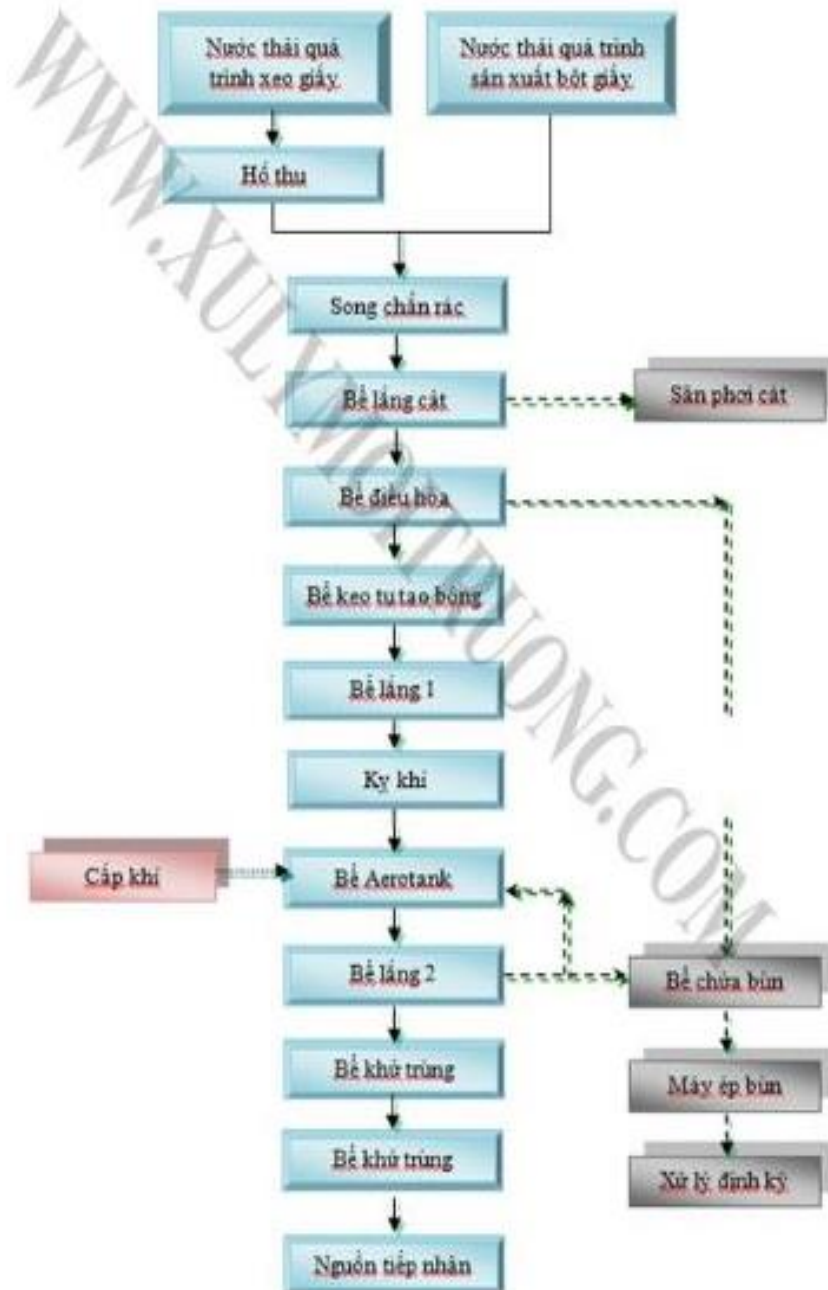 Nước thải quá
trình xeo giấy
Nước thải quá trình
sản xuất bột giấy
Hố thu
Song chắn rác
Bể lắng cát
Sân phơi cát
Bể điều hòa
Bể keo tụ tạo bông
Bể lắng 1
Kỵ khí
Cấp khí
Bể Aerotank
Bể lắng 2
Bể chứa bùn
Bể khử trùng
Máy ép bùn
Bể khử trùng
Xử lý định kỳ
Nguồn tiếp nhận
WWW.XULYMOITRUONG.COM